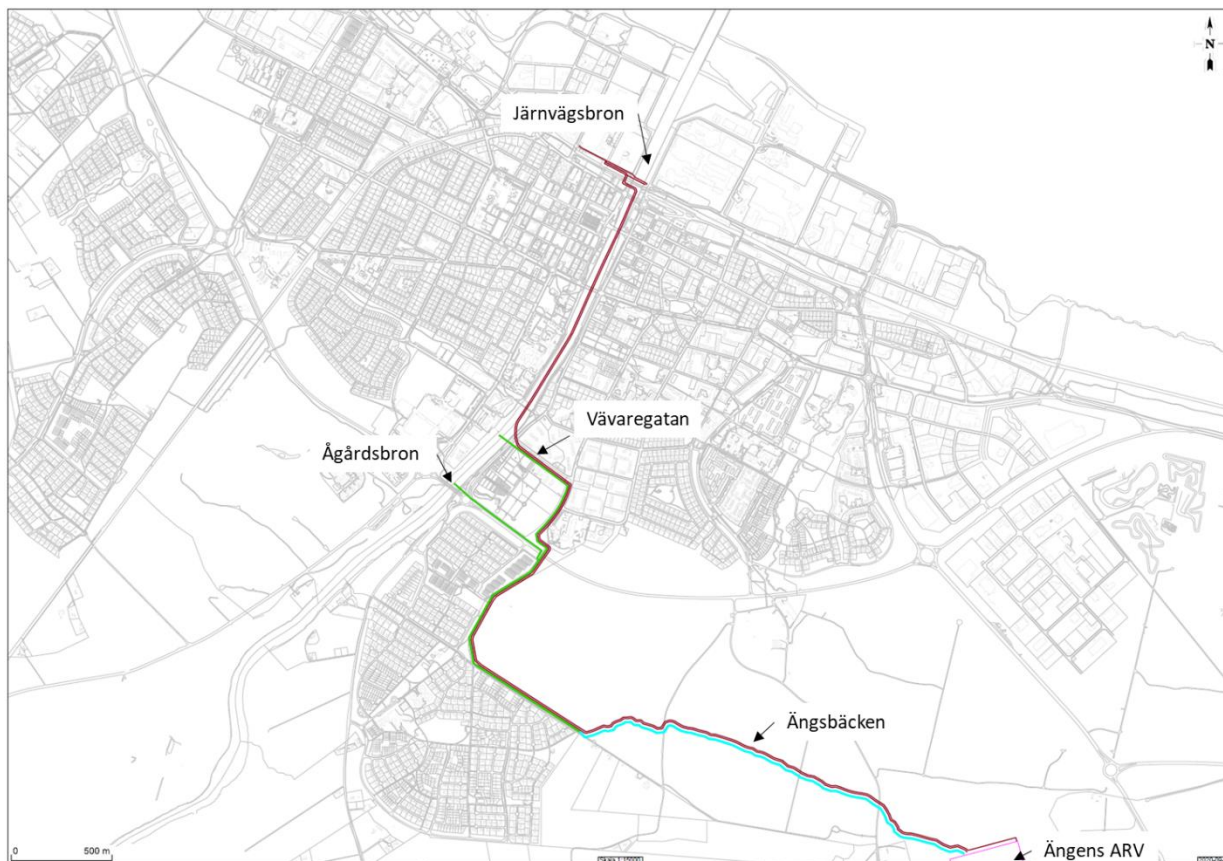 N
Järnvägsbron
Vävaregatan
Ågårdsbron
Ängsbäcken
0 500 m
Ängens ARV